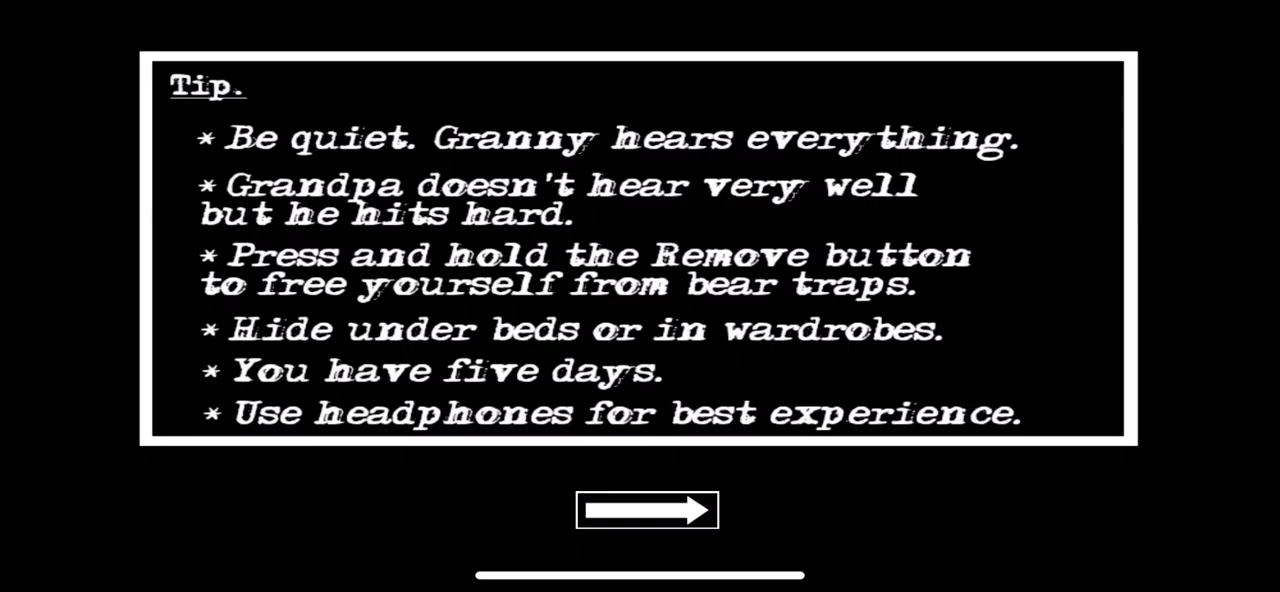 Tip.
* Be quiet. Granny hears everything.
* Grandpa doesn't hear very well
but he hits hard.
* Press and hold the Remove button
to free yourself from bear traps.
* Hide under beds or in wardrobes.
* You have five days.
* Use headphones for best experience.